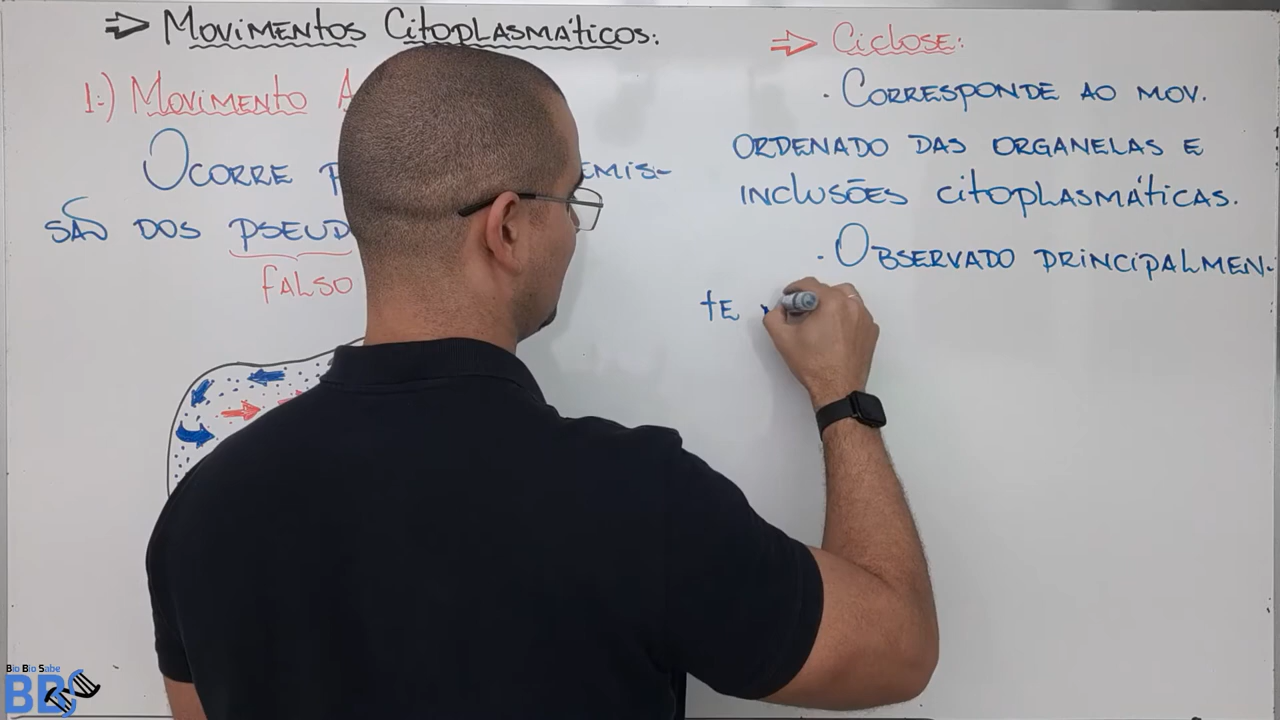 ⇒ Movimentos Citoplasmáticos:
1.) Movimento A
Ocorre p emis-
são dos pseud
falso
⇒ Ciclose:
. Corresponde ao mov.
ordenado das organelas e
inclusões citoplasmáticas.
. Observado principalmen-
te
Bio Bio Sabe
BBS